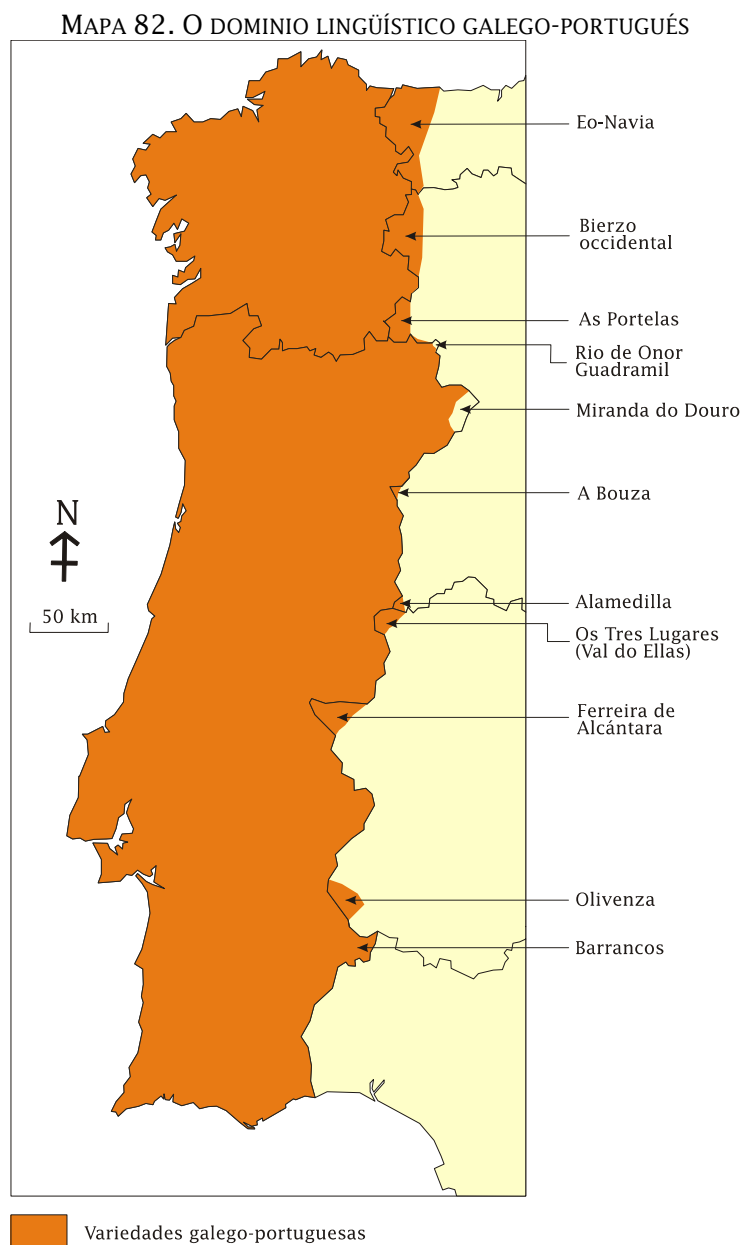 MAPA 82. O DOMINIO LINGÜÍSTICO GALEGO-PORTUGUÉS
Eo-Navia
Bierzo
occidental
As Portelas
Rio de Onor
Guadramil
Miranda do Douro
A Bouza
N
50 km
Alamedilla
Os Tres Lugares
(Val do Ellas)
Ferreira de
Alcántara
Olivenza
Barrancos
Variedades galego-portuguesas